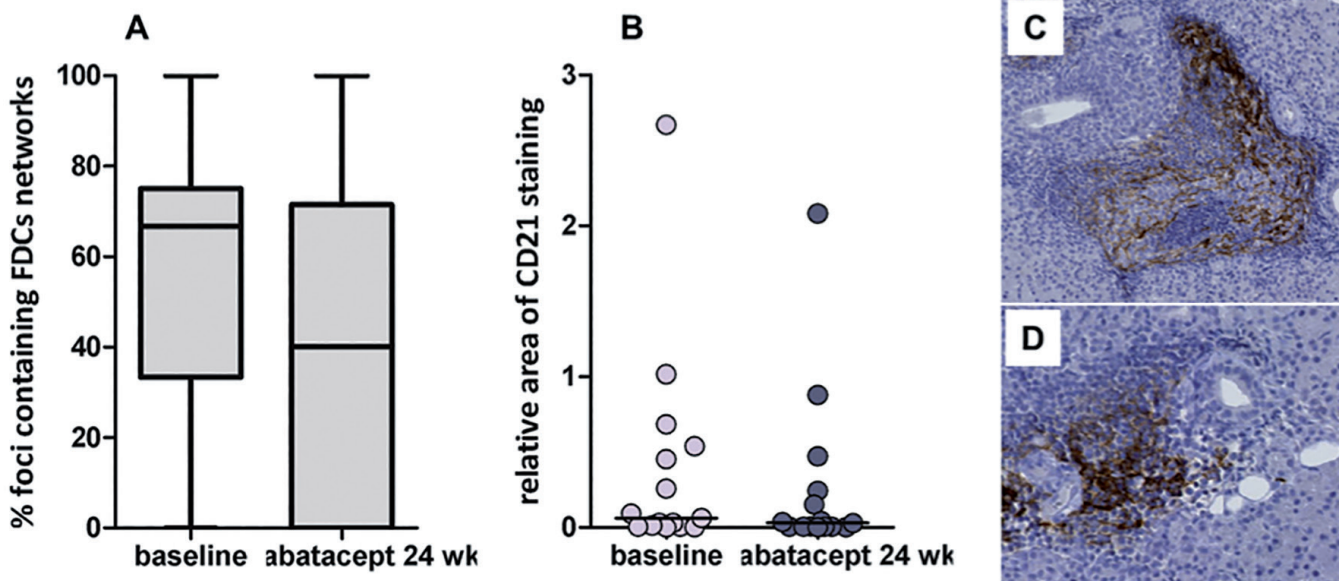 A
% foci containing FDCs networks
100
80
60
40
20
0
baseline abatacept 24 wk
B
relative area of CD21 staining
3
2
1
0
baseline abatacept 24 wk
C
D